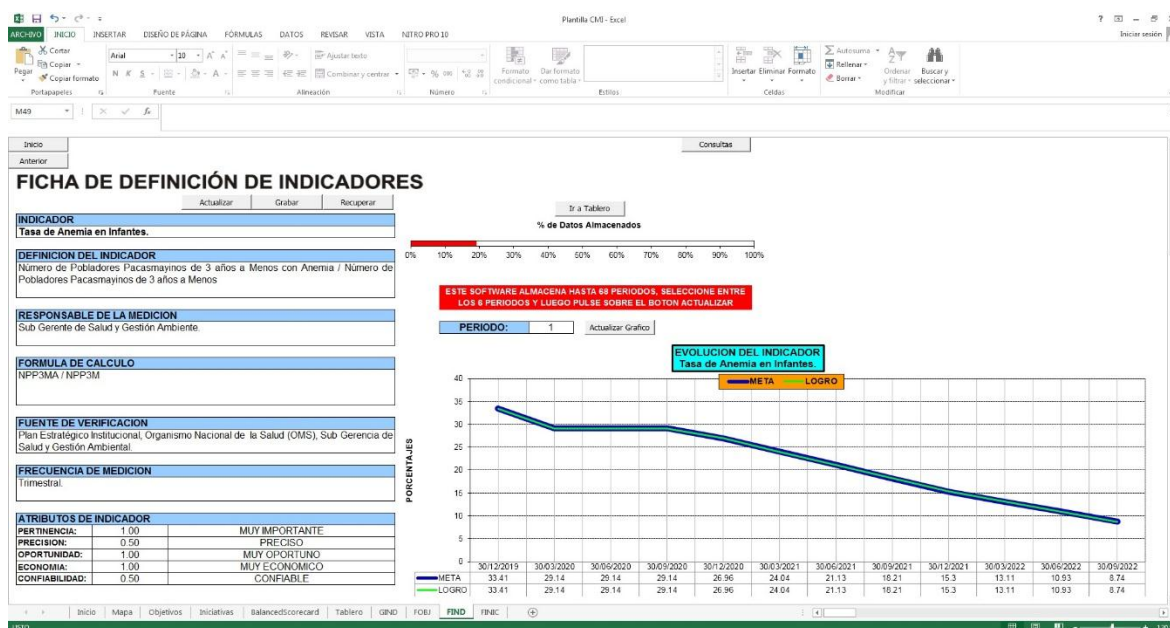 Plantilla CMI - Excel
ARCHIVO INICIO INSERTAR DISEÑO DE PÁGINA FÓRMULAS DATOS REVISAR VISTA NITRO PRO 10 Iniciar sesión
Cortar
Copiar
Copiar formato
Pegar
Arial 10
Ajustar texto
Combinar y centrar
Formato condicional
Dar formato como tabla
Insertar Eliminar Formato
Autosuma
Rellenar
Borrar
Ordenar y filtrar
Buscar y seleccionar
Portapapeles Fuente Alineación Número Estilos Celdas Modificar
M49
Inicio
Anterior
Consultas
FICHA DE DEFINICIÓN DE INDICADORES
Actualizar Grabar Recuperar
INDICADOR
Tasa de Anemia en Infantes.
DEFINICION DEL INDICADOR
Número de Pobladores Pacasmayinos de 3 años a Menos con Anemia / Número de
Pobladores Pacasmayinos de 3 años a Menos
RESPONSABLE DE LA MEDICION
Sub Gerente de Salud y Gestión Ambiente.
FORMULA DE CALCULO
NPP3MA / NPP3M
FUENTE DE VERIFICACION
Plan Estratégico Institucional, Organismo Nacional de la Salud (OMS), Sub Gerencia de
Salud y Gestión Ambiental.
FRECUENCIA DE MEDICION
Trimestral.
ATRIBUTOS DE INDICADOR
PERTINENCIA: 1.00 MUY IMPORTANTE
PRECISION: 0.50 PRECISO
OPORTUNIDAD: 1.00 MUY OPORTUNO
ECONOMIA: 1.00 MUY ECONOMICO
CONFIABILIDAD: 0.50 CONFIABLE
Ir a Tablero
% de Datos Almacenados
0% 10% 20% 30% 40% 50% 60% 70% 80% 90% 100%
ESTE SOFTWARE ALMACENA HASTA 68 PERIODOS, SELECCIONE ENTRE
LOS 6 PERIODOS Y LUEGO PULSE SOBRE EL BOTON ACTUALIZAR
PERIODO: 1 Actualizar Grafico
EVOLUCION DEL INDICADOR
Tasa de Anemia en Infantes.
META LOGRO
PORCENTAJES
40
35
30
25
20
15
10
5
0
30/12/2019 30/03/2020 30/06/2020 30/09/2020 30/12/2020 30/03/2021 30/06/2021 30/09/2021 30/12/2021 30/03/2022 30/06/2022 30/09/2022
META 33.41 29.14 29.14 29.14 26.96 24.04 21.13 18.21 15.3 13.11 10.93 8.74
LOGRO 33.41 29.14 29.14 29.14 26.96 24.04 21.13 18.21 15.3 13.11 10.93 8.74
Inicio Mapa Objetivos Iniciativas BalancedScorecard Tablero GIND FOBJ FIND FINIC
LISTO